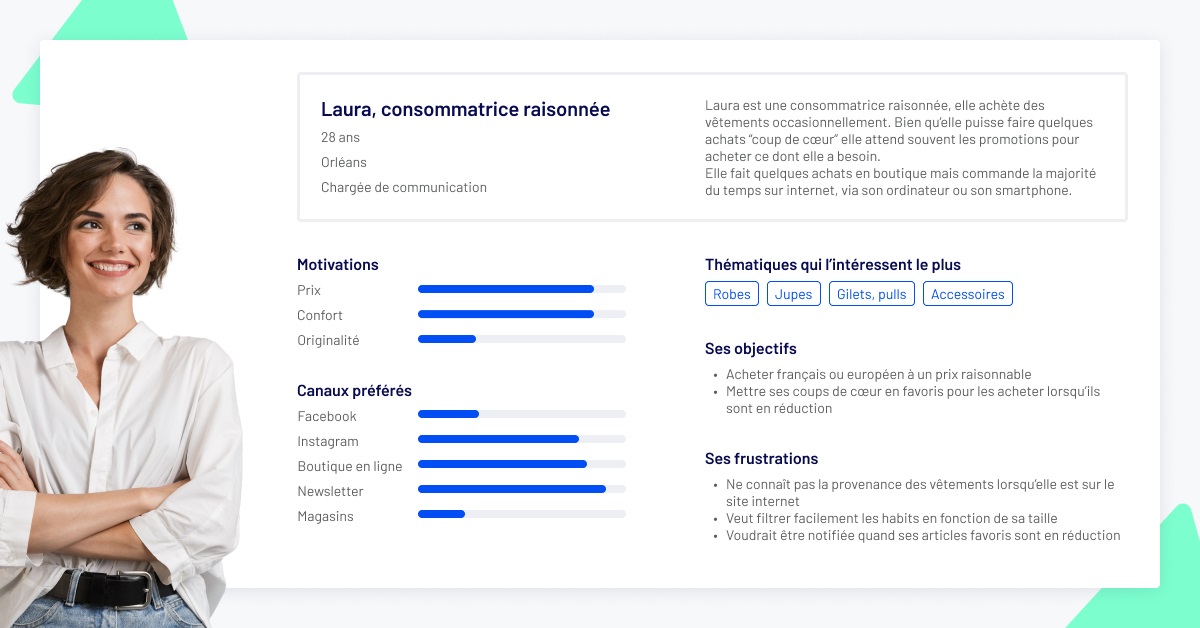 Laura, consommatrice raisonnée
28 ans
Orléans
Chargée de communication
Laura est une consommatrice raisonnée, elle achète des
vêtements occasionnellement. Bien qu'elle puisse faire quelques
achats “coup de cœur” elle attend souvent les promotions pour
acheter ce dont elle a besoin.
Elle fait quelques achats en boutique mais commande la majorité
du temps sur internet, via son ordinateur ou son smartphone.
Motivations
Prix
Confort
Originalité
Canaux préférés
Facebook
Instagram
Boutique en ligne
Newsletter
Magasins
Thématiques qui l'intéressent le plus
Robes Jupes Gilets, pulls Accessoires
Ses objectifs
• Acheter français ou européen à un prix raisonnable
• Mettre ses coups de cœur en favoris pour les acheter lorsqu'ils
sont en réduction
Ses frustrations
• Ne connaît pas la provenance des vêtements lorsqu'elle est sur le
site internet
• Veut filtrer facilement les habits en fonction de sa taille
• Voudrait être notifiée quand ses articles favoris sont en réduction